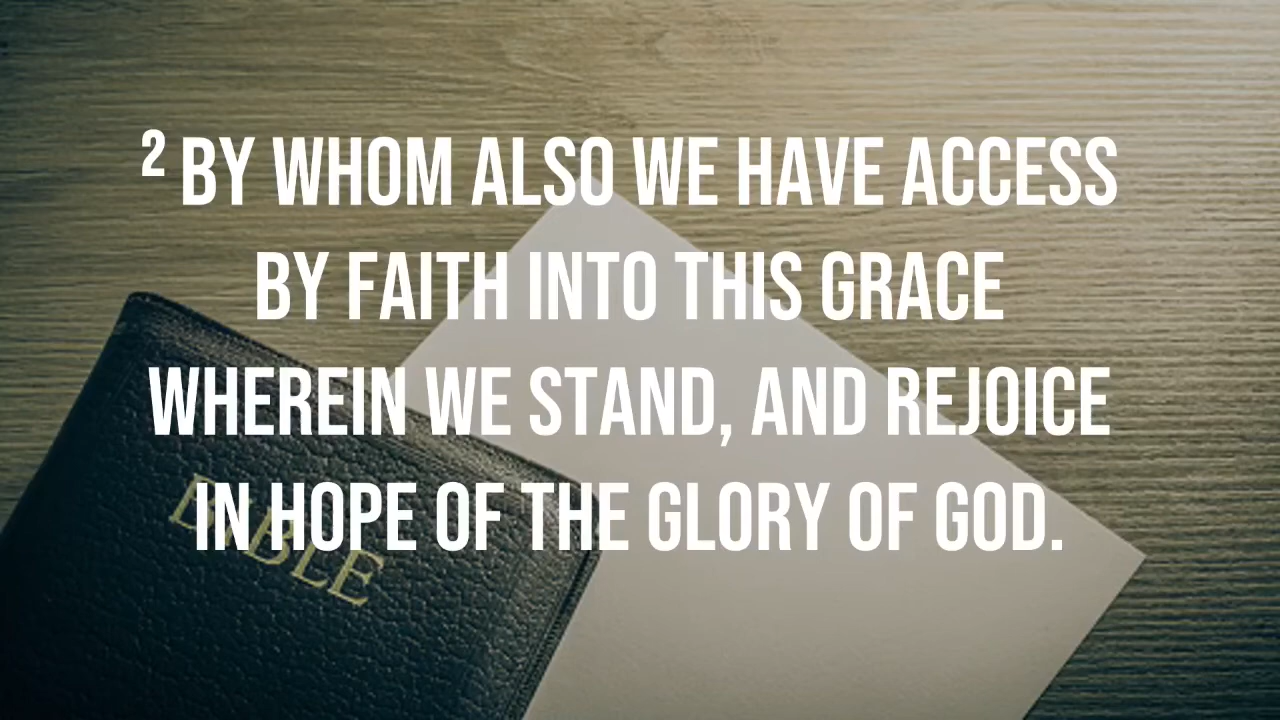 ² BY WHOM ALSO WE HAVE ACCESS
BY FAITH INTO THIS GRACE
WHEREIN WE STAND, AND REJOICE
IN HOPE OF THE GLORY OF GOD.
BIBLE